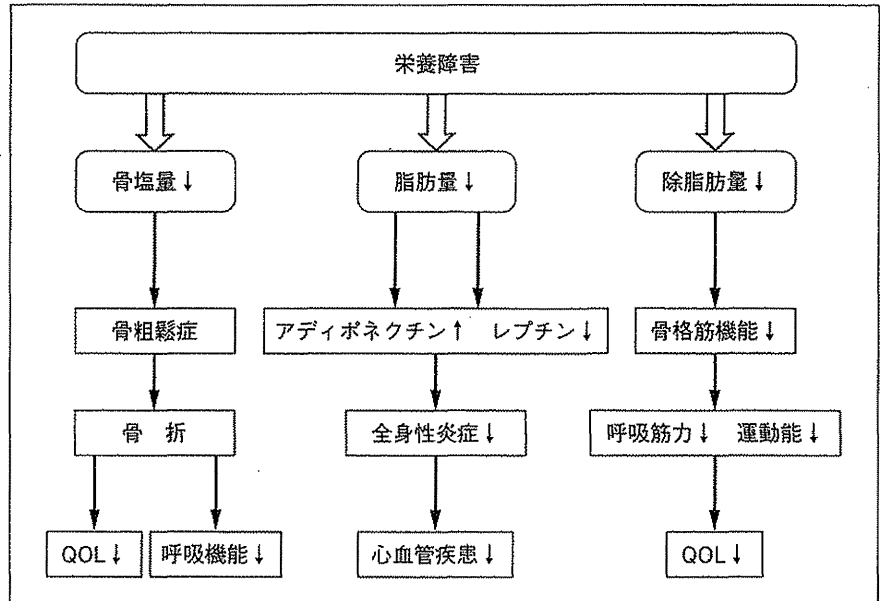 栄養障害
骨塩量↓ 脂肪量↓ 除脂肪量↓
骨粗鬆症 アディポネクチン↑ レプチン↓ 骨格筋機能↓
骨 折 全身性炎症↓ 呼吸筋力↓ 運動能↓
QOL↓ 呼吸機能↓ 心血管疾患↓ QOL↓